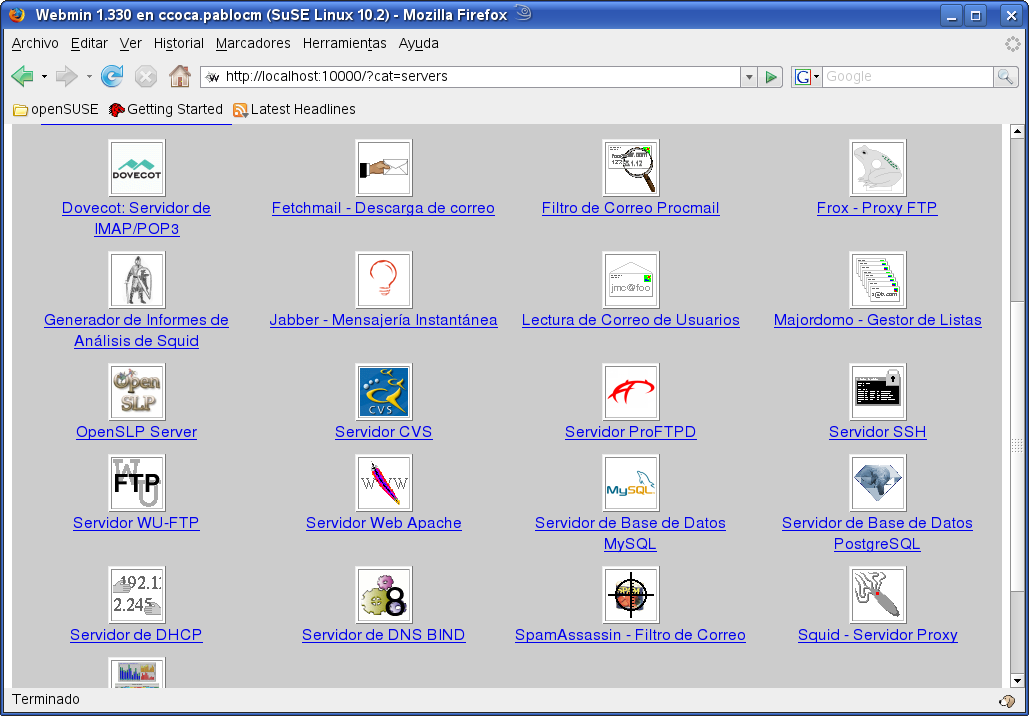 Webmin 1.330 en ccoca.pablocm (SuSE Linux 10.2) - Mozilla Firefox
Archivo Editar Ver Historial Marcadores Herramientas Ayuda
http://localhost:10000/?cat=servers
G Google
openSUSE Getting Started Latest Headlines
DOVECOT
Dovecot: Servidor de
IMAP/POP3
Fetchmail - Descarga de correo
Filtro de Correo Procmail
Frox - Proxy FTP
Generador de Informes de
Análisis de Squid
Jabber - Mensajería Instantánea
jmc@foo
Lectura de Correo de Usuarios
Majordomo - Gestor de Listas
Open
SLP
OpenSLP Server
CVS
Servidor CVS
Servidor ProFTPD
Servidor SSH
WU
FTP
Servidor WU-FTP
WWW
Servidor Web Apache
MySQL
Servidor de Base de Datos
MySQL
Servidor de Base de Datos
PostgreSQL
2.245
Servidor de DHCP
8
Servidor de DNS BIND
SpamAssassin - Filtro de Correo
Squid - Servidor Proxy
Terminado